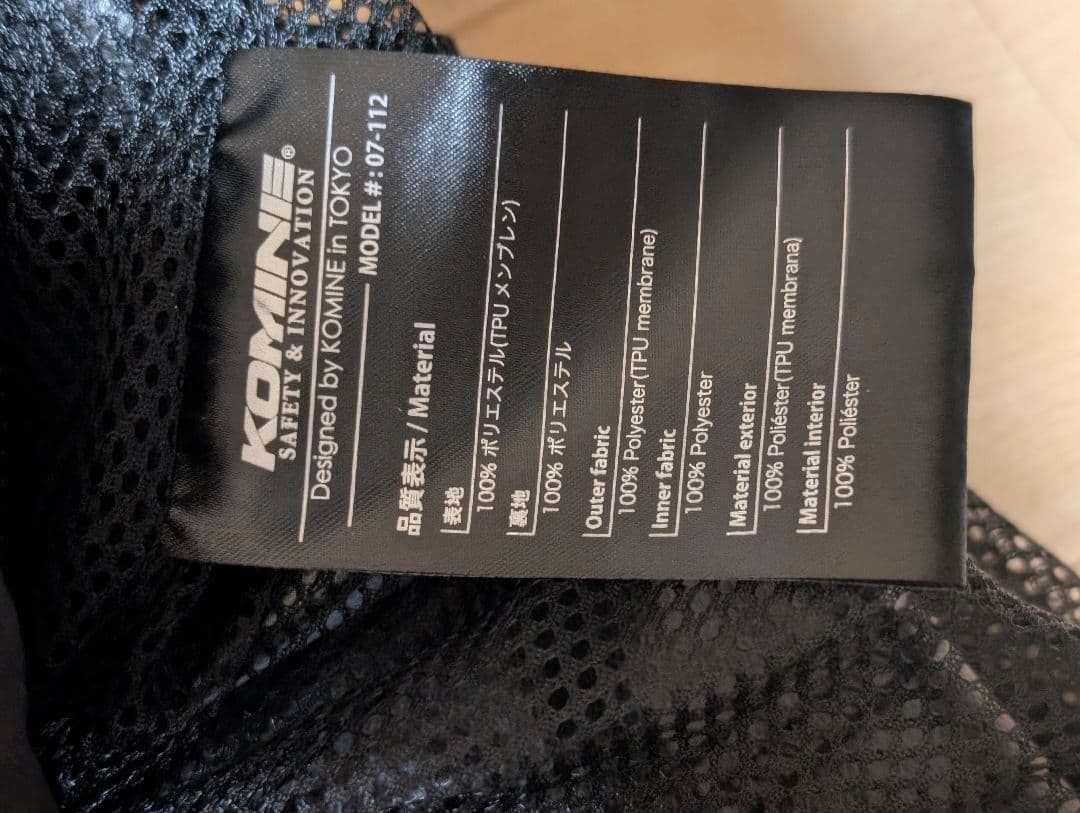 KOMINE®
SAFETY & INNOVATION
Designed by KOMINE in TOKYO
MODEL#:07-112
品質表示 / Material
表地
100% ポリエステル(TPUメンブレン)
裏地
100% ポリエステル
Outer fabric
100% Polyester(TPU membrane)
Inner fabric
100% Polyester
Material exterior
100% Poliéster(TPU membrana)
Material interior
100% Poliéster